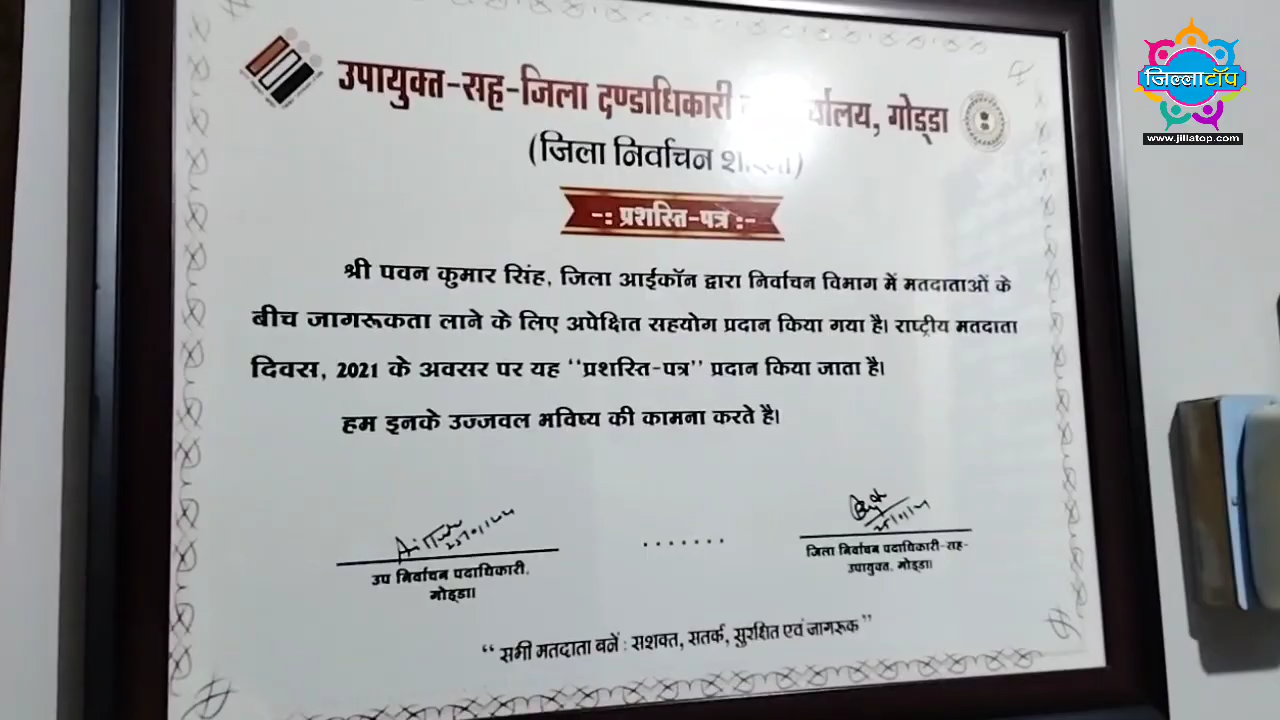 उपायुक्त-सह-जिला दण्डाधिकारी गोड्डा
(जिला निर्वाचन
-: प्रशस्ति-पत्र :-
श्री पवन कुमार सिंह, जिला आईकॉन द्वारा निर्वाचन विभाग में मतदाताओं के
बीच जागरूकता लाने के लिए अपेक्षित सहयोग प्रदान किया गया है। राष्ट्रीय मतदाता
दिवस, 2021 के अवसर पर यह "प्रशस्ति-पत्र" प्रदान किया जाता है।
हम इनके उज्जवल भविष्य की कामना करते है।
.......
उप निर्वाचन पदाधिकारी,
गोड्डा।
जिला निर्वाचन पदाधिकारी-सह-
उपायुक्त, गोड्डा।
"सभी मतदाता बनें : सशक्त, सतर्क, सुरक्षित एवं जागरूक"
जिल्लाटॉप
www.jillatop.com